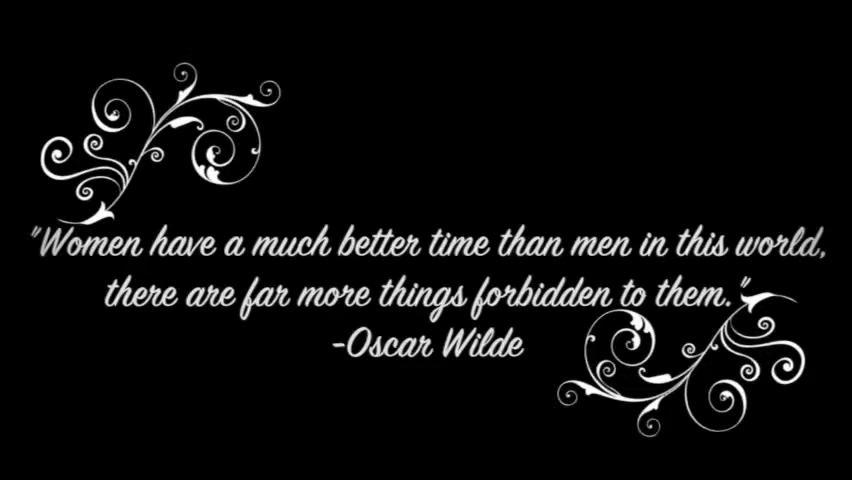 "Women have a much better time than men in this world,
there are far more things forbidden to them."
-Oscar Wilde